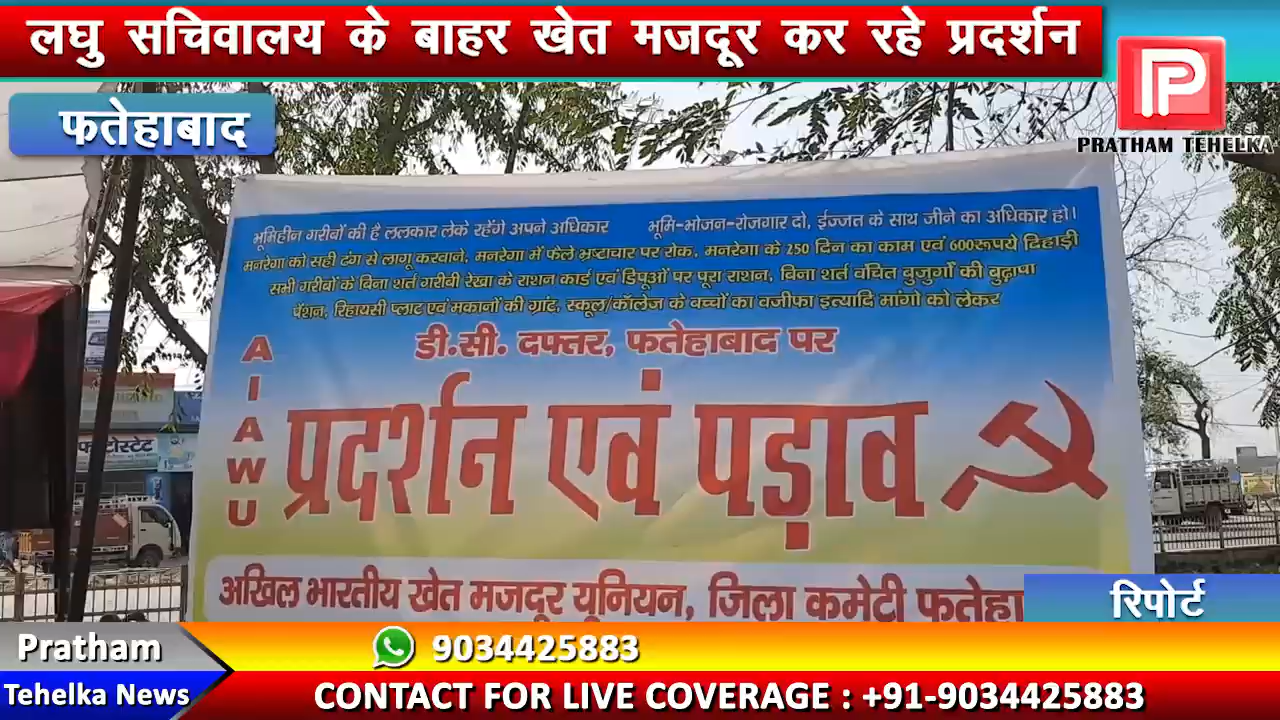 लघु सचिवालय के बाहर खेत मजदूर कर रहे प्रदर्शन
फतेहाबाद
PRATHAM TEHELKA
भूमिहीन गरीबों की है ललकार लेके रहेंगे अपने अधिकार भूमि-भोजन-रोजगार दो, ईज्जत के साथ जीने का अधिकार हो।
मनरेगा को सही ढंग से लागू करवाने, मनरेगा में फैले भ्रष्टाचार पर रोक, मनरेगा के 250 दिन का काम एवं 600रूपये दिहाड़ी
सभी गरीबों के बिना शर्त गरीबी रेखा के राशन कार्ड एवं डिपूओं पर पूरा राशन, बिना शर्त वंचित बुजुर्गों की बुढ़ापा
पेंशन, रिहायसी प्लाट एवं मकानों की ग्रांट, स्कूल/कॉलेज के बच्चों का वजीफा इत्यादि मांगो को लेकर
डी.सी. दफ्तर, फतेहाबाद पर
AIAWU
प्रदर्शन एवं पड़ाव
अखिल भारतीय खेत मजदूर यूनियन, जिला कमेटी फतेहा
फोटोस्टेट
रिपोर्ट
Pratham
Tehelka News
9034425883
CONTACT FOR LIVE COVERAGE : +91-9034425883